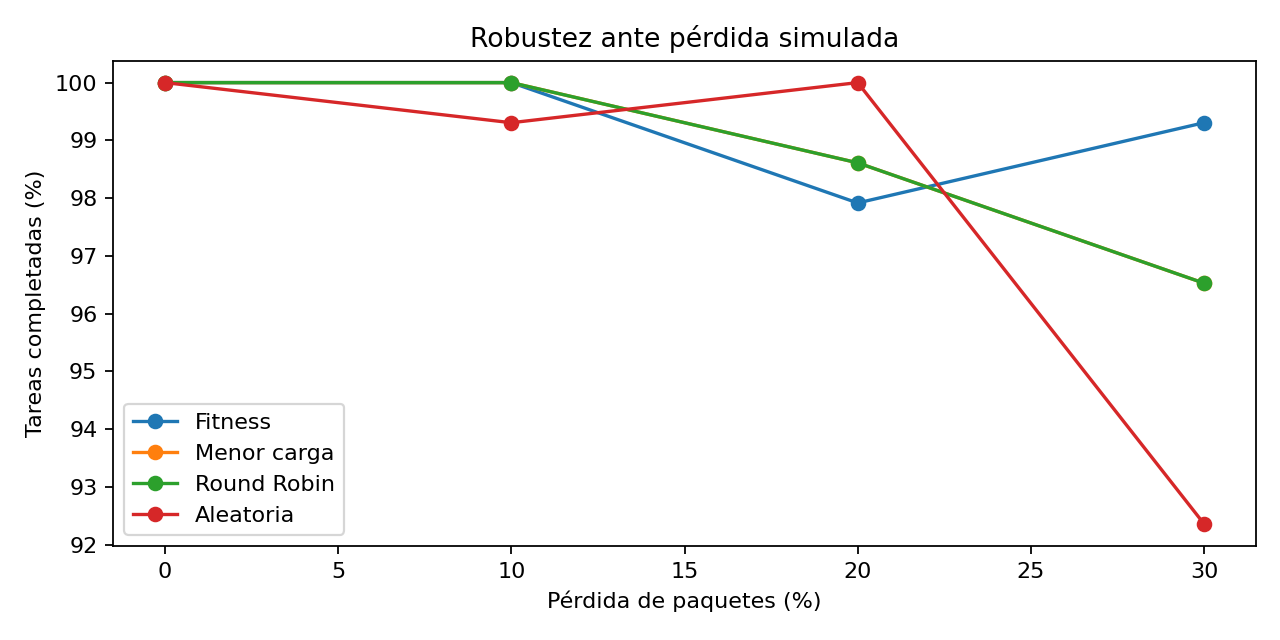 Robustez ante pérdida simulada
Tareas completadas (%)
100
99
98
97
96
95
94
93
92
Fitness
Menor carga
Round Robin
Aleatoria
0 5 10 15 20 25 30
Pérdida de paquetes (%)